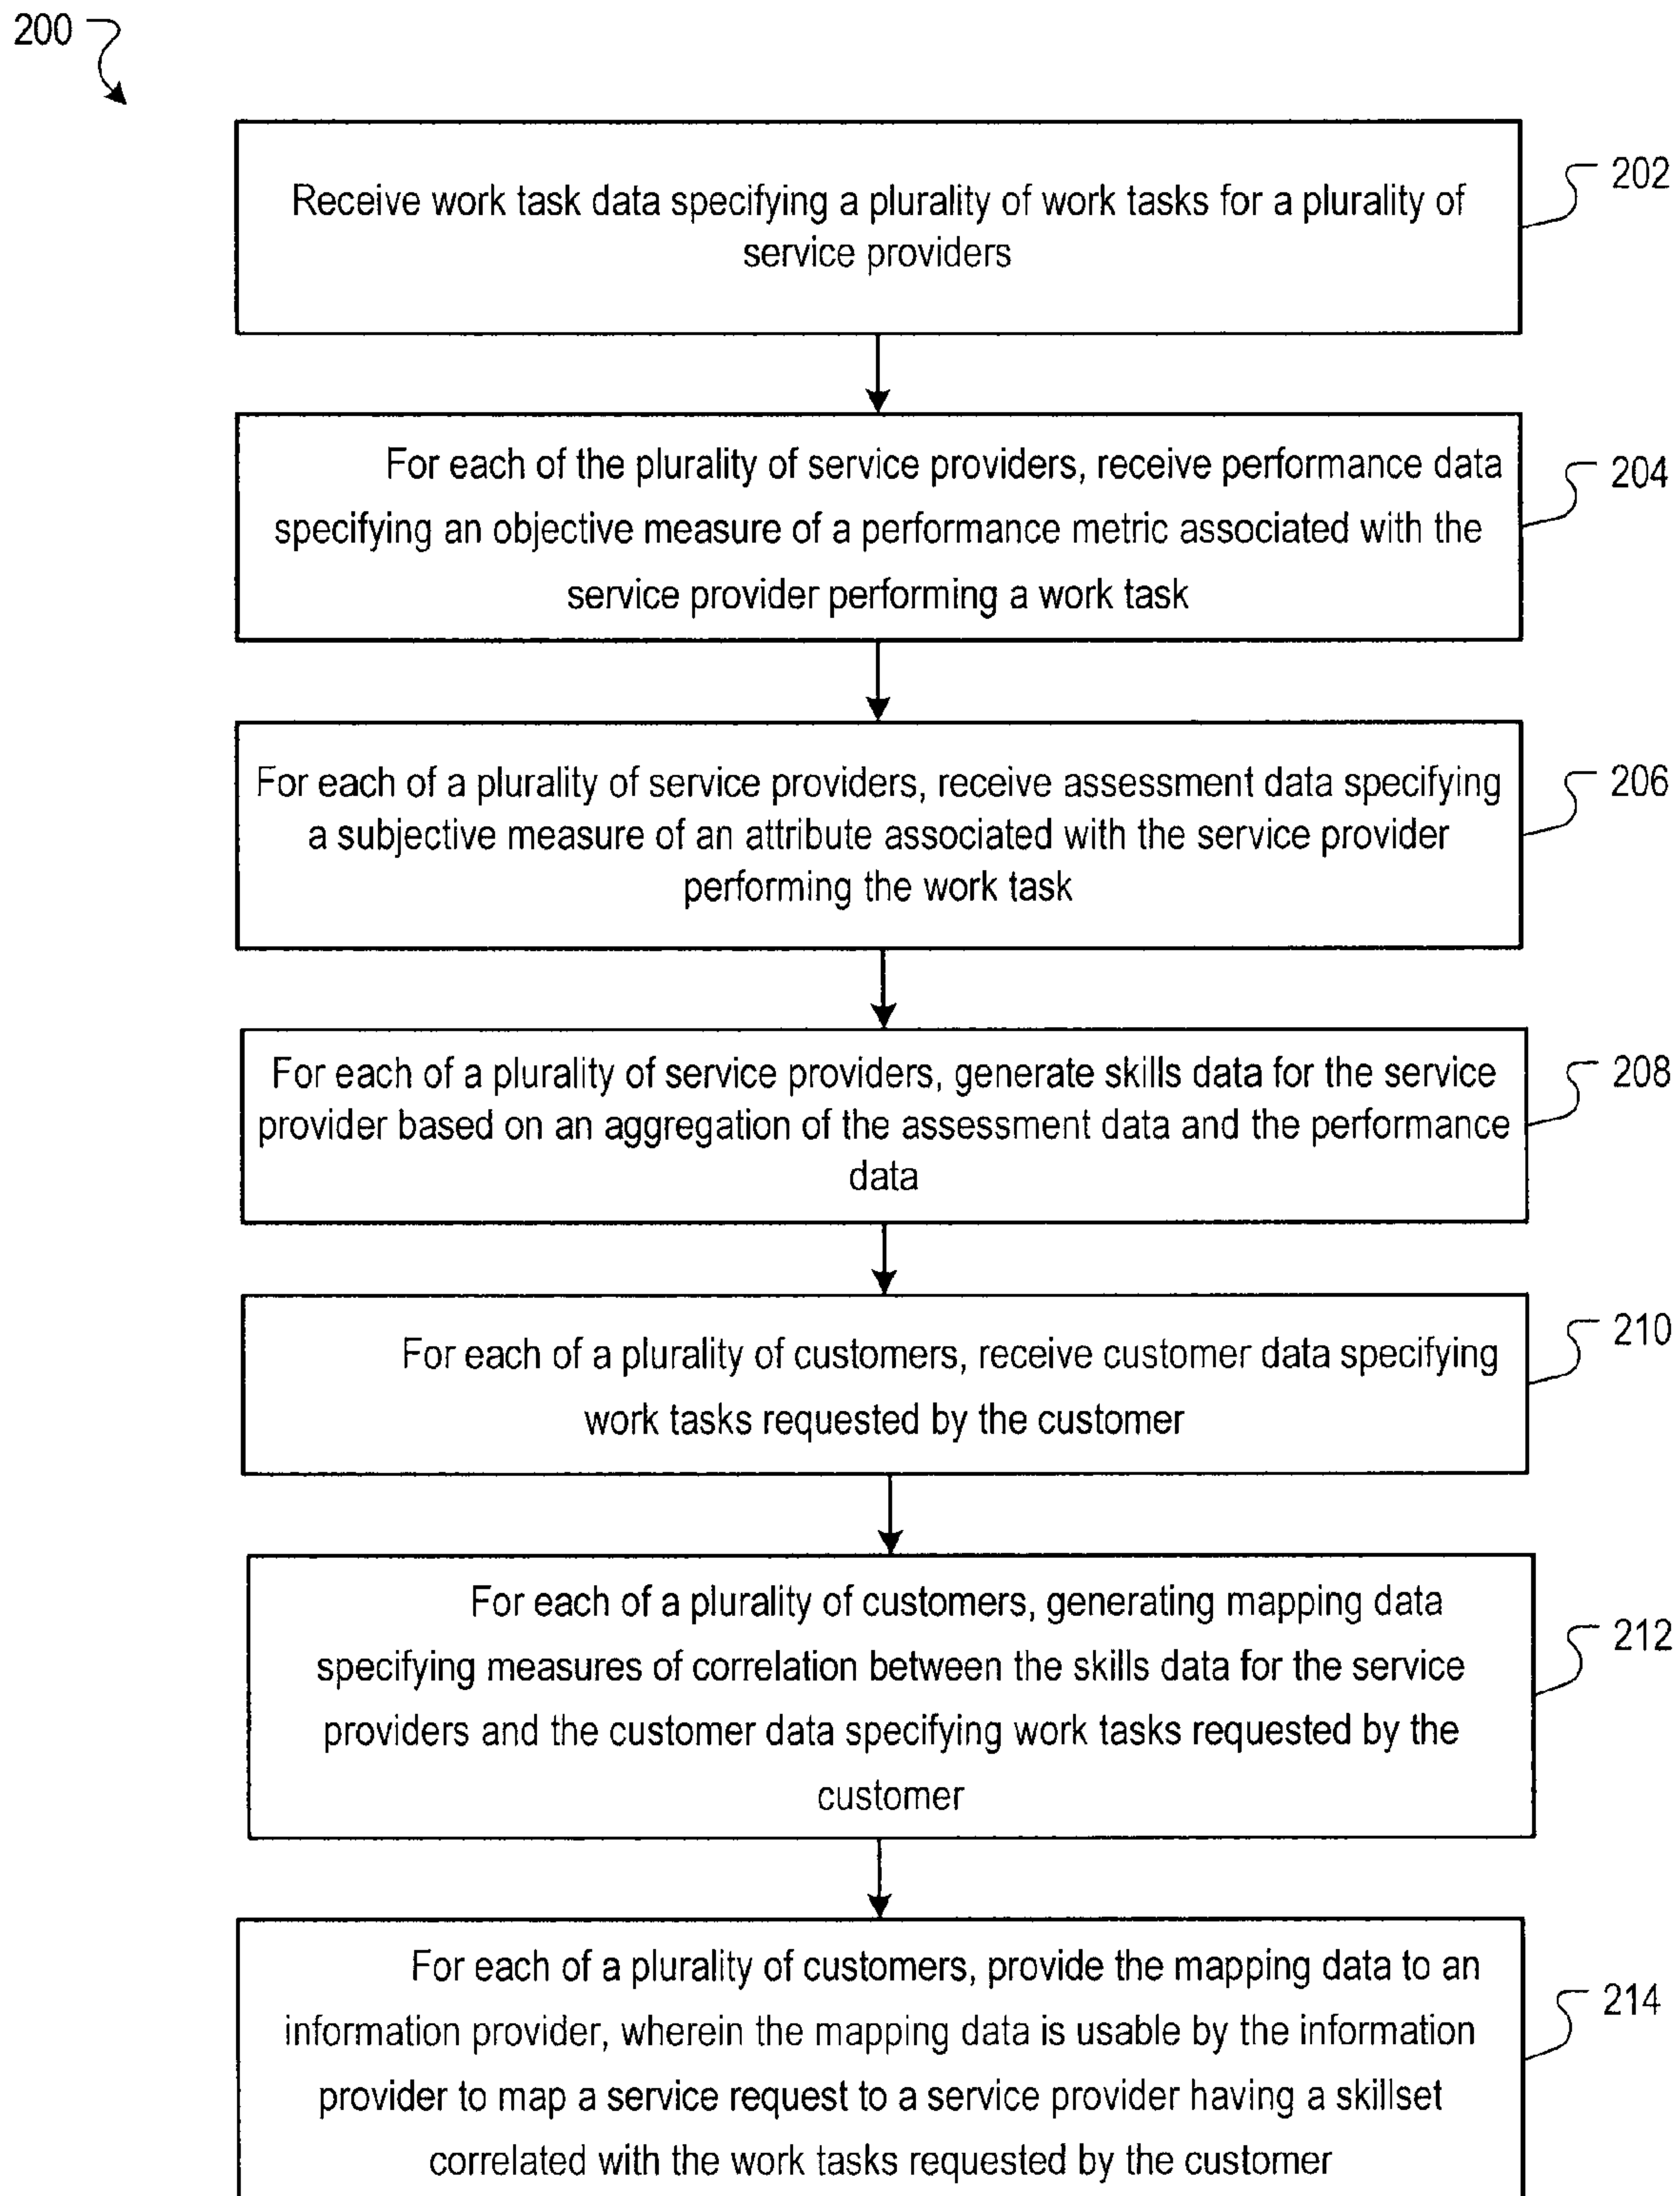 200
Receive work task data specifying a plurality of work tasks for a plurality of
service providers
202
For each of the plurality of service providers, receive performance data
specifying an objective measure of a performance metric associated with the
service provider performing a work task
204
For each of a plurality of service providers, receive assessment data specifying
a subjective measure of an attribute associated with the service provider
performing the work task
206
For each of a plurality of service providers, generate skills data for the service
provider based on an aggregation of the assessment data and the performance
data
208
For each of a plurality of customers, receive customer data specifying
work tasks requested by the customer
210
For each of a plurality of customers, generating mapping data
specifying measures of correlation between the skills data for the service
providers and the customer data specifying work tasks requested by the
customer
212
For each of a plurality of customers, provide the mapping data to an
information provider, wherein the mapping data is usable by the information
provider to map a service request to a service provider having a skillset
correlated with the work tasks requested by the customer
214